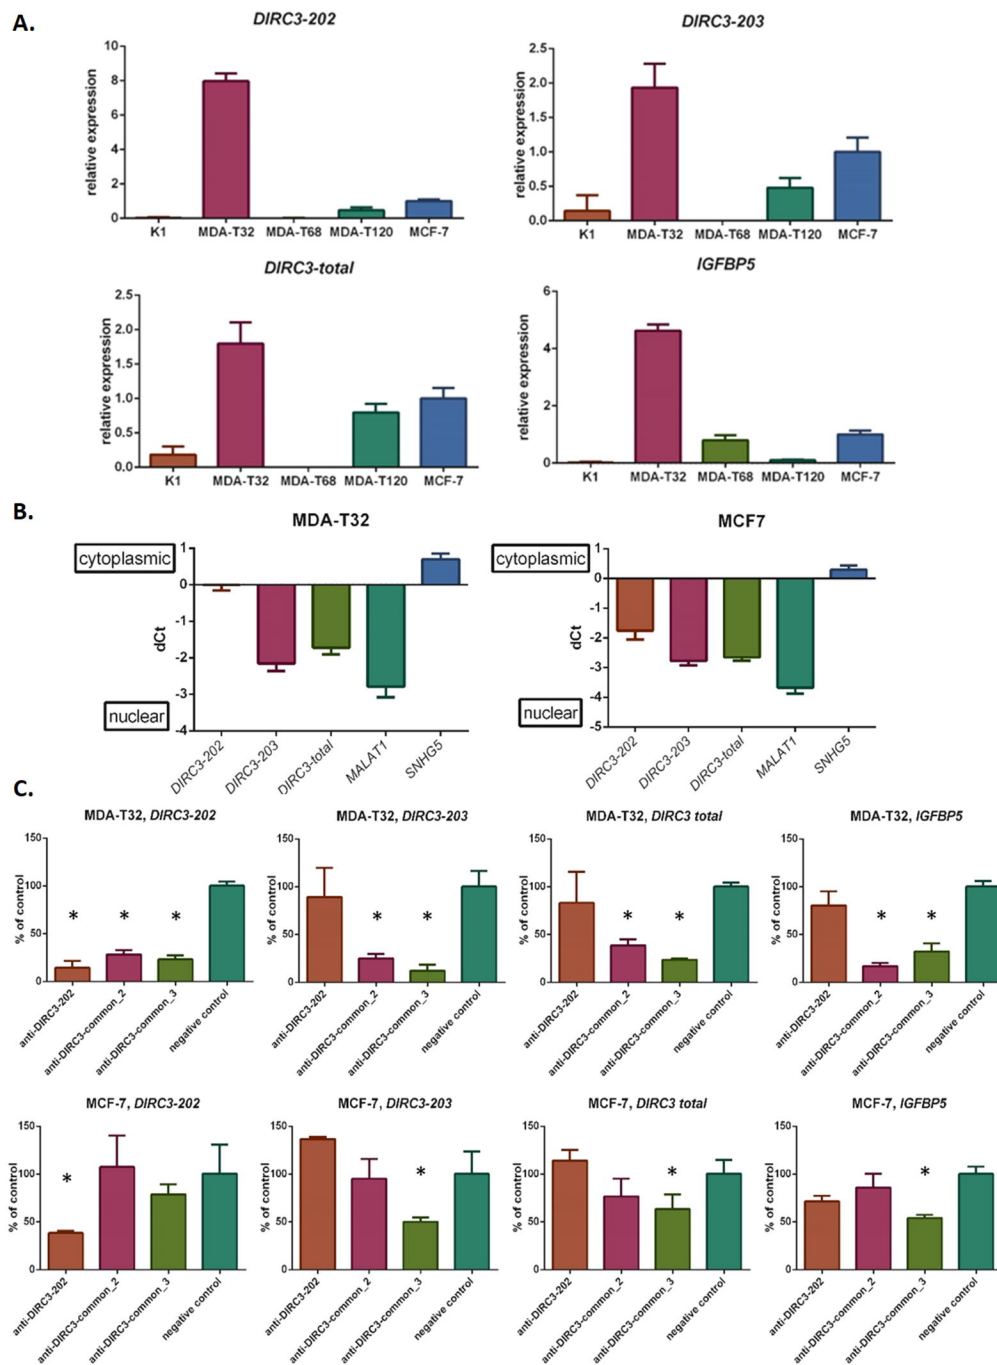 A.
DIRC3-202
relative expression
10
8
6
4
2
0
K1 MDA-T32 MDA-T68 MDA-T120 MCF-7
DIRC3-203
relative expression
2.5
2.0
1.5
1.0
0.5
0.0
K1 MDA-T32 MDA-T68 MDA-T120 MCF-7
DIRC3-total
relative expression
2.5
2.0
1.5
1.0
0.5
0.0
K1 MDA-T32 MDA-T68 MDA-T120 MCF-7
IGFBP5
relative expression
6
4
2
0
K1 MDA-T32 MDA-T68 MDA-T120 MCF-7
B.
MDA-T32
cytoplasmic
nuclear
dCt
1
0
-1
-2
-3
-4
DIRC3-202
DIRC3-203
DIRC3-total
MALAT1
SNHG5
MCF7
cytoplasmic
nuclear
dCt
1
0
-1
-2
-3
-4
-5
DIRC3-202
DIRC3-203
DIRC3-total
MALAT1
SNHG5
C.
MDA-T32, DIRC3-202
% of control
150
100
50
0
* * *
anti-DIRC3-202
anti-DIRC3-common_2
anti-DIRC3-common_3
negative control
MDA-T32, DIRC3-203
% of control
150
100
50
0
* *
anti-DIRC3-202
anti-DIRC3-common_2
anti-DIRC3-common_3
negative control
MDA-T32, DIRC3 total
% of control
150
100
50
0
* *
anti-DIRC3-202
anti-DIRC3-common_2
anti-DIRC3-common_3
negative control
MDA-T32, IGFBP5
% of control
150
100
50
0
* *
anti-DIRC3-202
anti-DIRC3-common_2
anti-DIRC3-common_3
negative control
MCF-7, DIRC3-202
% of control
150
100
50
0
*
anti-DIRC3-202
anti-DIRC3-common_2
anti-DIRC3-common_3
negative control
MCF-7, DIRC3-203
% of control
150
100
50
0
*
anti-DIRC3-202
anti-DIRC3-common_2
anti-DIRC3-common_3
negative control
MCF-7, DIRC3 total
% of control
150
100
50
0
*
anti-DIRC3-202
anti-DIRC3-common_2
anti-DIRC3-common_3
negative control
MCF-7, IGFBP5
% of control
150
100
50
0
*
anti-DIRC3-202
anti-DIRC3-common_2
anti-DIRC3-common_3
negative control